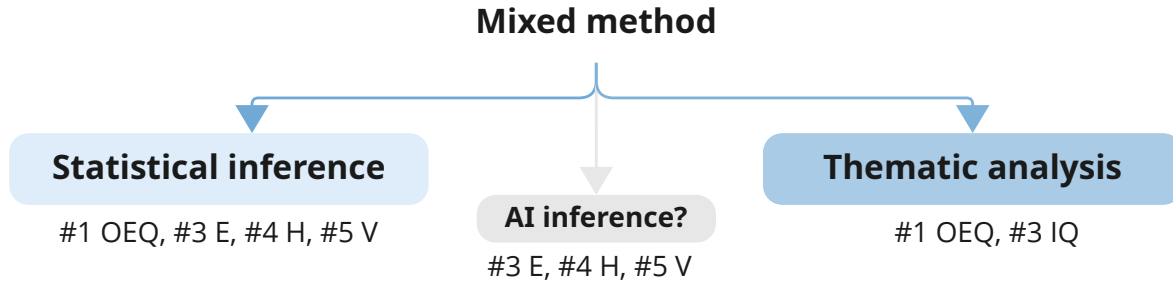 Mixed method
Statistical inference
#1 OEQ, #3 E, #4 H, #5 V
AI inference?
#3 E, #4 H, #5 V
Thematic analysis
#1 OEQ, #3 IQ